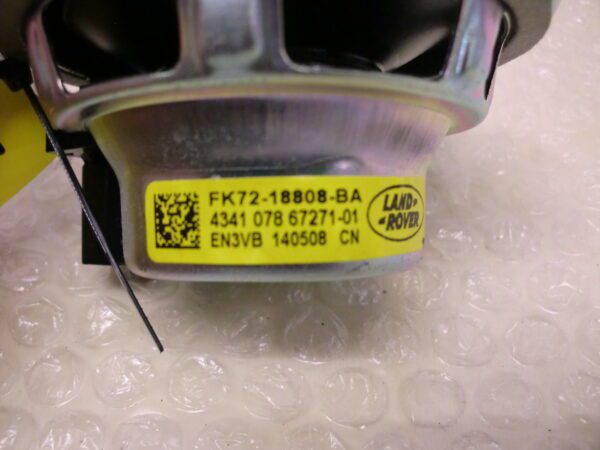 FK72-18808-BA
4341 078 67271-01
EN3VB 140508 CN
LAND-
-ROVER